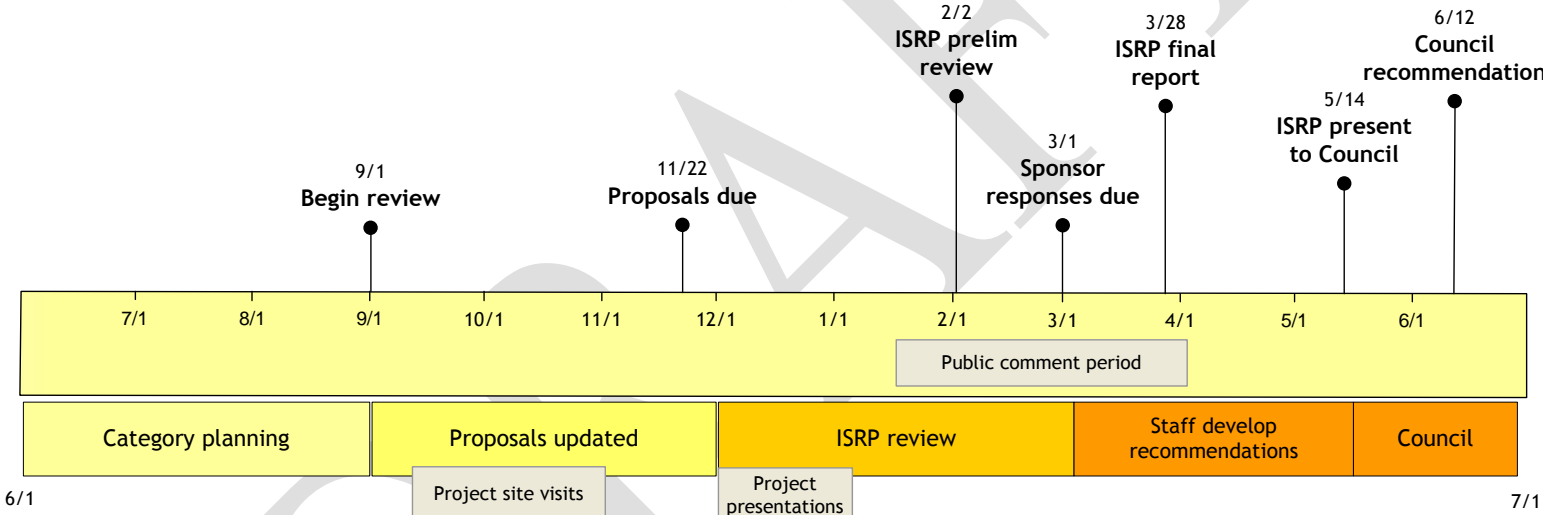 2/2
ISRP prelim
review
3/28
ISRP final
report
6/12
Council
recommendation
5/14
ISRP present
to Council
3/1
Sponsor
responses due
9/1
Begin review
11/22
Proposals due
7/1
8/1
9/1
10/1
11/1
12/1
1/1
2/1
3/1
4/1
5/1
6/1
Public comment period
Category planning
Proposals updated
ISRP review
Staff develop
recommendations
Council
Project site visits
Project
presentations
6/1
7/1